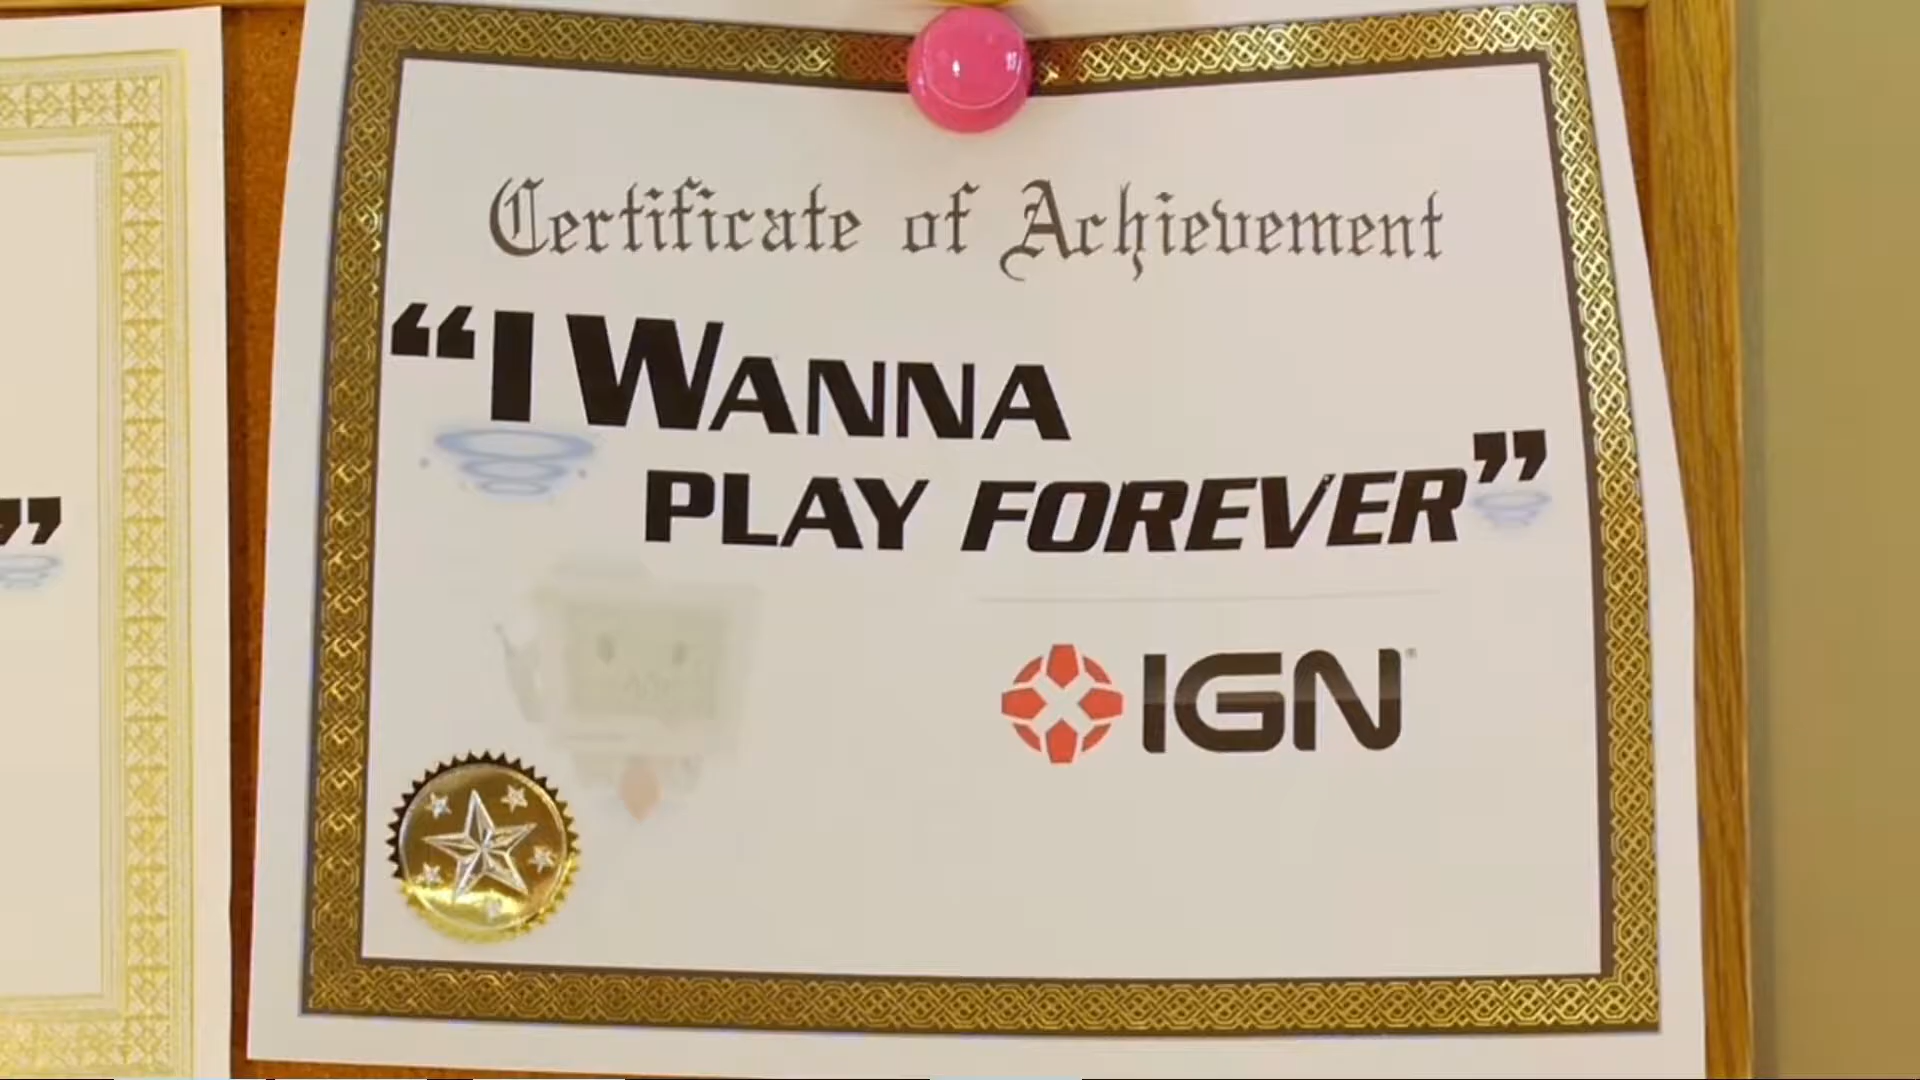 Certificate of Achievement
“I WANNA
PLAY FOREVER”
IGN
”